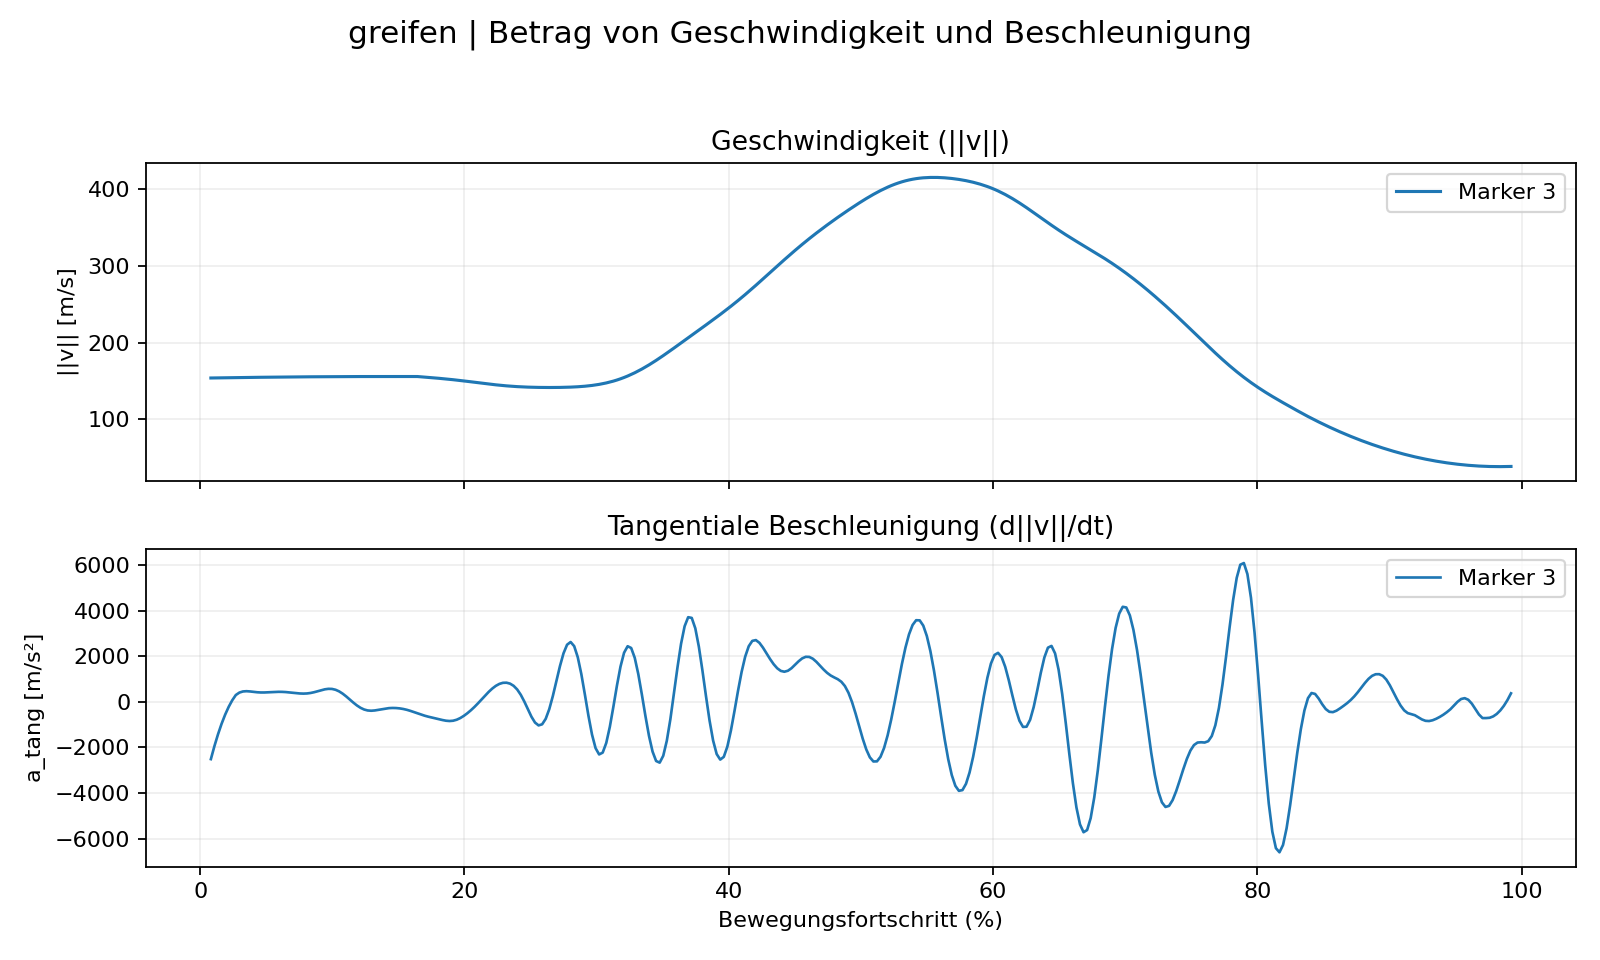 greifen | Betrag von Geschwindigkeit und Beschleunigung
Geschwindigkeit (||v||)
400
300
200
100
||v|| [m/s]
Marker 3
Tangentiale Beschleunigung (d||v||/dt)
6000
4000
2000
0
−2000
−4000
−6000
a_tang [m/s²]
Marker 3
0 20 40 60 80 100
Bewegungsfortschritt (%)